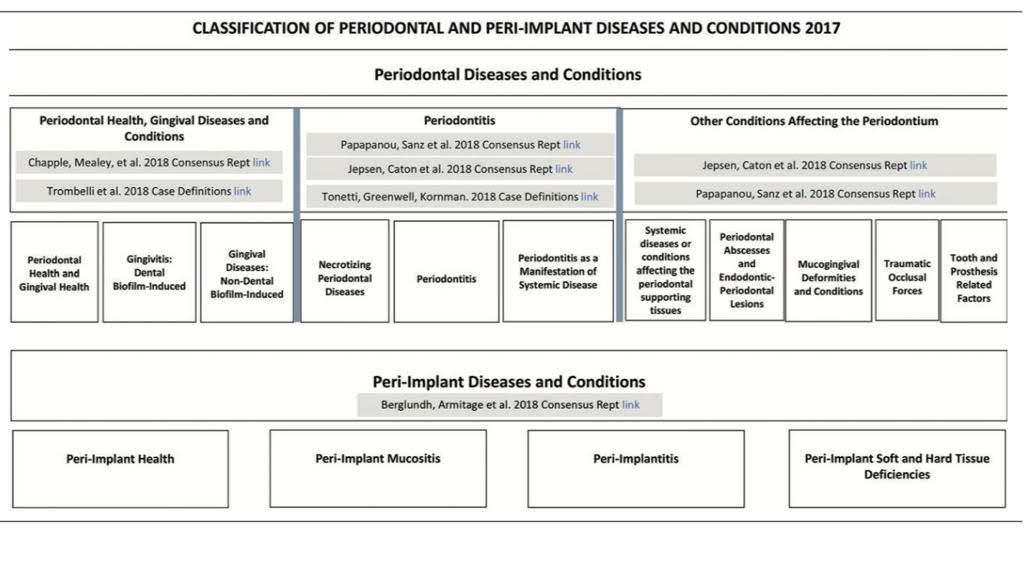 CLASSIFICATION OF PERIODONTAL AND PERI-IMPLANT DISEASES AND CONDITIONS 2017
Periodontal Diseases and Conditions
Periodontal Health, Gingival Diseases and
Conditions
Chapple, Mealey, et al. 2018 Consensus Rept link
Trombelli et al. 2018 Case Definitions link
Periodontitis
Papapanou, Sanz et al. 2018 Consensus Rept link
Jepsen, Caton et al. 2018 Consensus Rept link
Tonetti, Greenwell, Kornman. 2018 Case Definitions link
Other Conditions Affecting the Periodontium
Jepsen, Caton et al. 2018 Consensus Rept link
Papapanou, Sanz et al. 2018 Consensus Rept link
Periodontal
Health and
Gingival Health
Gingivitis:
Dental
Biofilm-Induced
Gingival
Diseases:
Non-Dental
Biofilm-Induced
Necrotizing
Periodontal
Diseases
Periodontitis
Periodontitis as a
Manifestation of
Systemic Disease
Systemic
diseases or
conditions
affecting the
periodontal
supporting
tissues
Periodontal
Abscesses
and
Endodontic-
Periodontal
Lesions
Mucogingival
Deformities
and Conditions
Traumatic
Occlusal
Forces
Tooth and
Prosthesis
Related
Factors
Peri-Implant Diseases and Conditions
Berglundh, Armitage et al. 2018 Consensus Rept link
Peri-Implant Health
Peri-Implant Mucositis
Peri-Implantitis
Peri-Implant Soft and Hard Tissue
Deficiencies